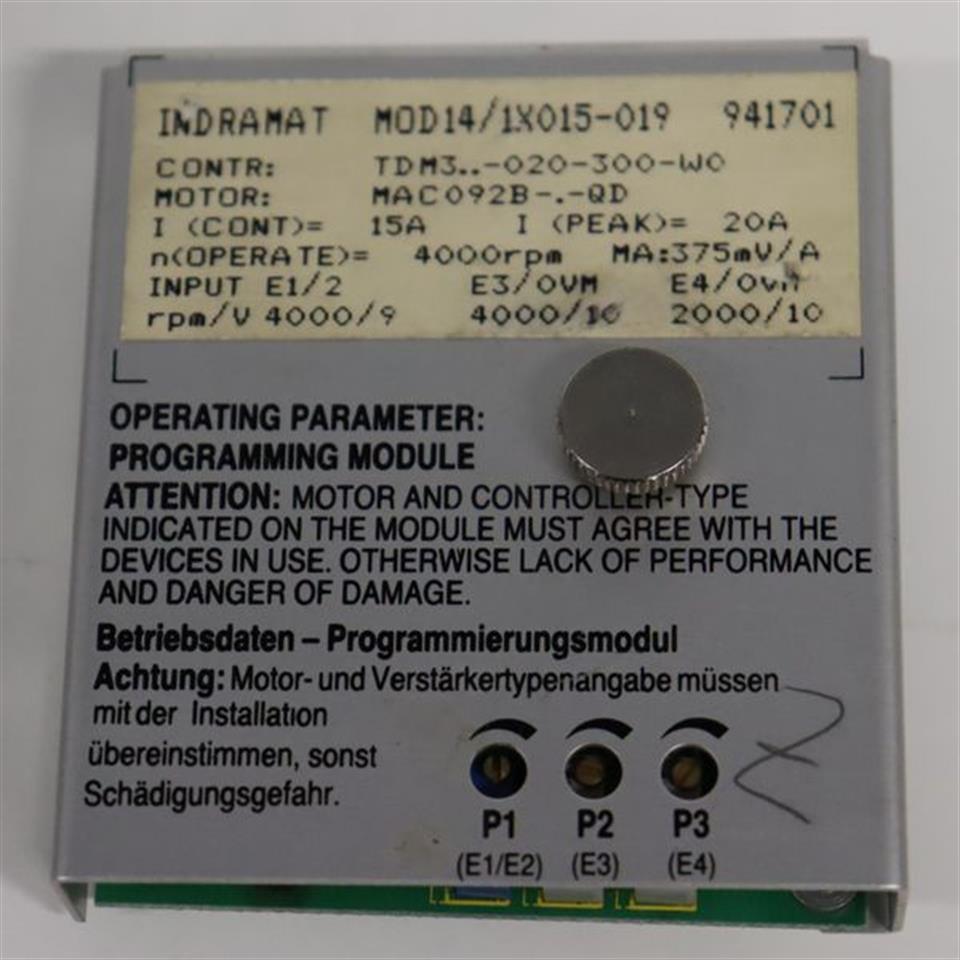 INDRAMAT MOD14/1X015-019 941701
CONTR: TDM3..-020-300-W0
MOTOR: MAC092B-.-QD
I (CONT)= 15A I (PEAK)= 20A
n(OPERATE)= 4000rpm MA:375mV/A
INPUT E1/2 E3/0VM E4/0VM
rpm/V 4000/9 4000/10 2000/10
OPERATING PARAMETER:
PROGRAMMING MODULE
ATTENTION: MOTOR AND CONTROLLER-TYPE
INDICATED ON THE MODULE MUST AGREE WITH THE
DEVICES IN USE. OTHERWISE LACK OF PERFORMANCE
AND DANGER OF DAMAGE.
Betriebsdaten – Programmierungsmodul
Achtung: Motor- und Verstärkertypenangabe müssen
mit der Installation
übereinstimmen, sonst
Schädigungsgefahr.
P1 P2 P3
(E1/E2) (E3) (E4)